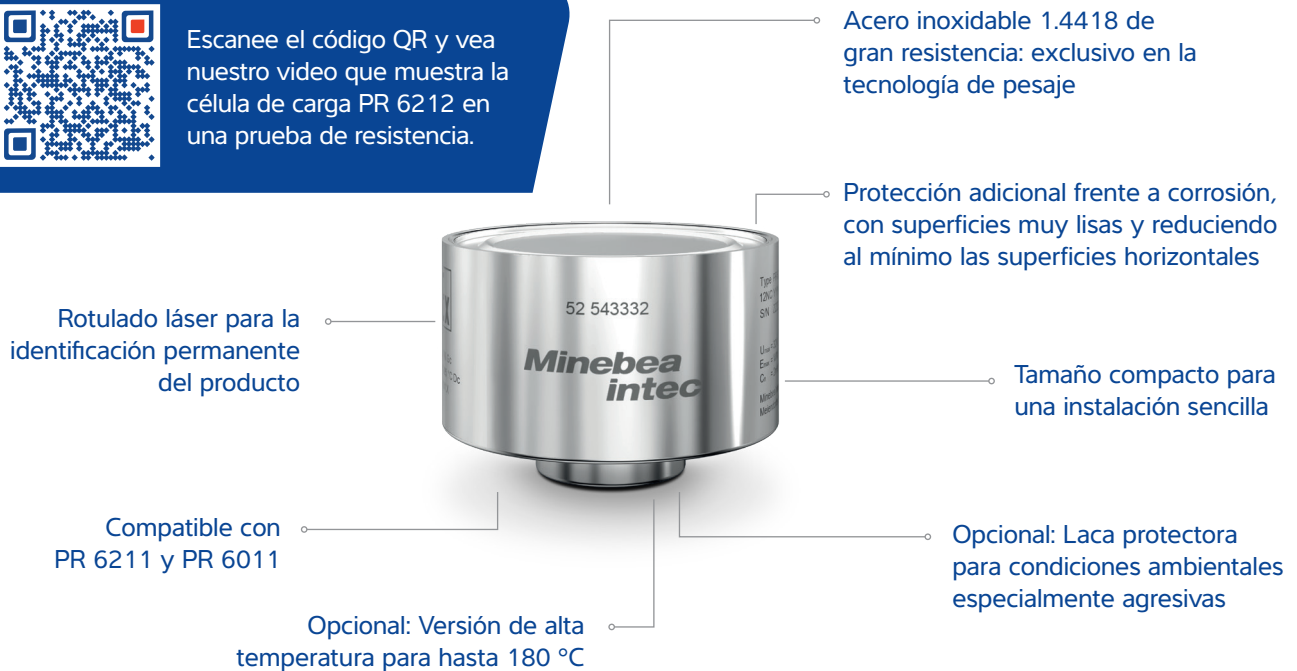 Escanee el código QR y vea
nuestro video que muestra la
célula de carga PR 6212 en
una prueba de resistencia.
Acero inoxidable 1.4418 de
gran resistencia: exclusivo en la
tecnología de pesaje
Protección adicional frente a corrosión,
con superficies muy lisas y reduciendo
al mínimo las superficies horizontales
Rotulado láser para la
identificación permanente
del producto
52 543332
Minebea
intec
Type
S/N
Tamaño compacto para
una instalación sencilla
Compatible con
PR 6211 y PR 6011
Opcional: Laca protectora
para condiciones ambientales
especialmente agresivas
Opcional: Versión de alta
temperatura para hasta 180 °C